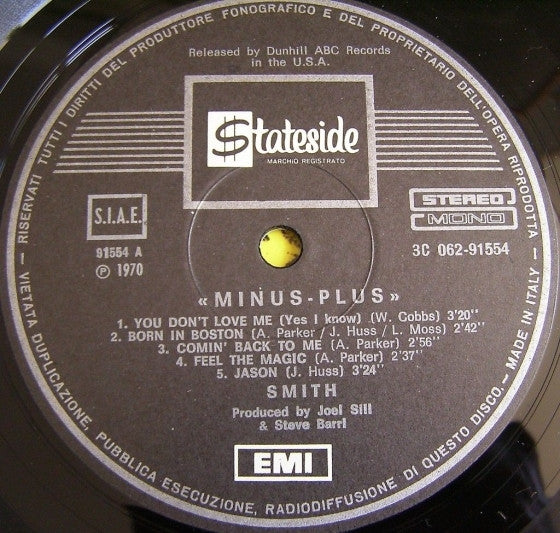 RISERVATI TUTTI I DIRITTI DEL PRODUTTORE FONOGRAFICO E DEL PROPRIETARIO DELL'OPERA RIPRODOTTA
Released by Dunhill ABC Records
in the U.S.A.
$tateside
MARCHIO REGISTRATO
S.I.A.E.
91554 A
℗ 1970
STEREO
MONO
3C 062-91554
«MINUS-PLUS»
1. YOU DON'T LOVE ME (Yes I know) (W. Cobbs) 3'20"
2. BORN IN BOSTON (A. Parker / J. Huss / L. Moss) 2'42"
3. COMIN' BACK TO ME (A. Parker) 2'56"
4. FEEL THE MAGIC (A. Parker) 2'37"
5. JASON (J. Huss) 3'24"
SMITH
Produced by Joel Sill
& Steve Barri
EMI
VIETATA DUPLICAZIONE, PUBBLICA ESECUZIONE, RADIODIFFUSIONE DI QUESTO DISCO.- MADE IN ITALY -